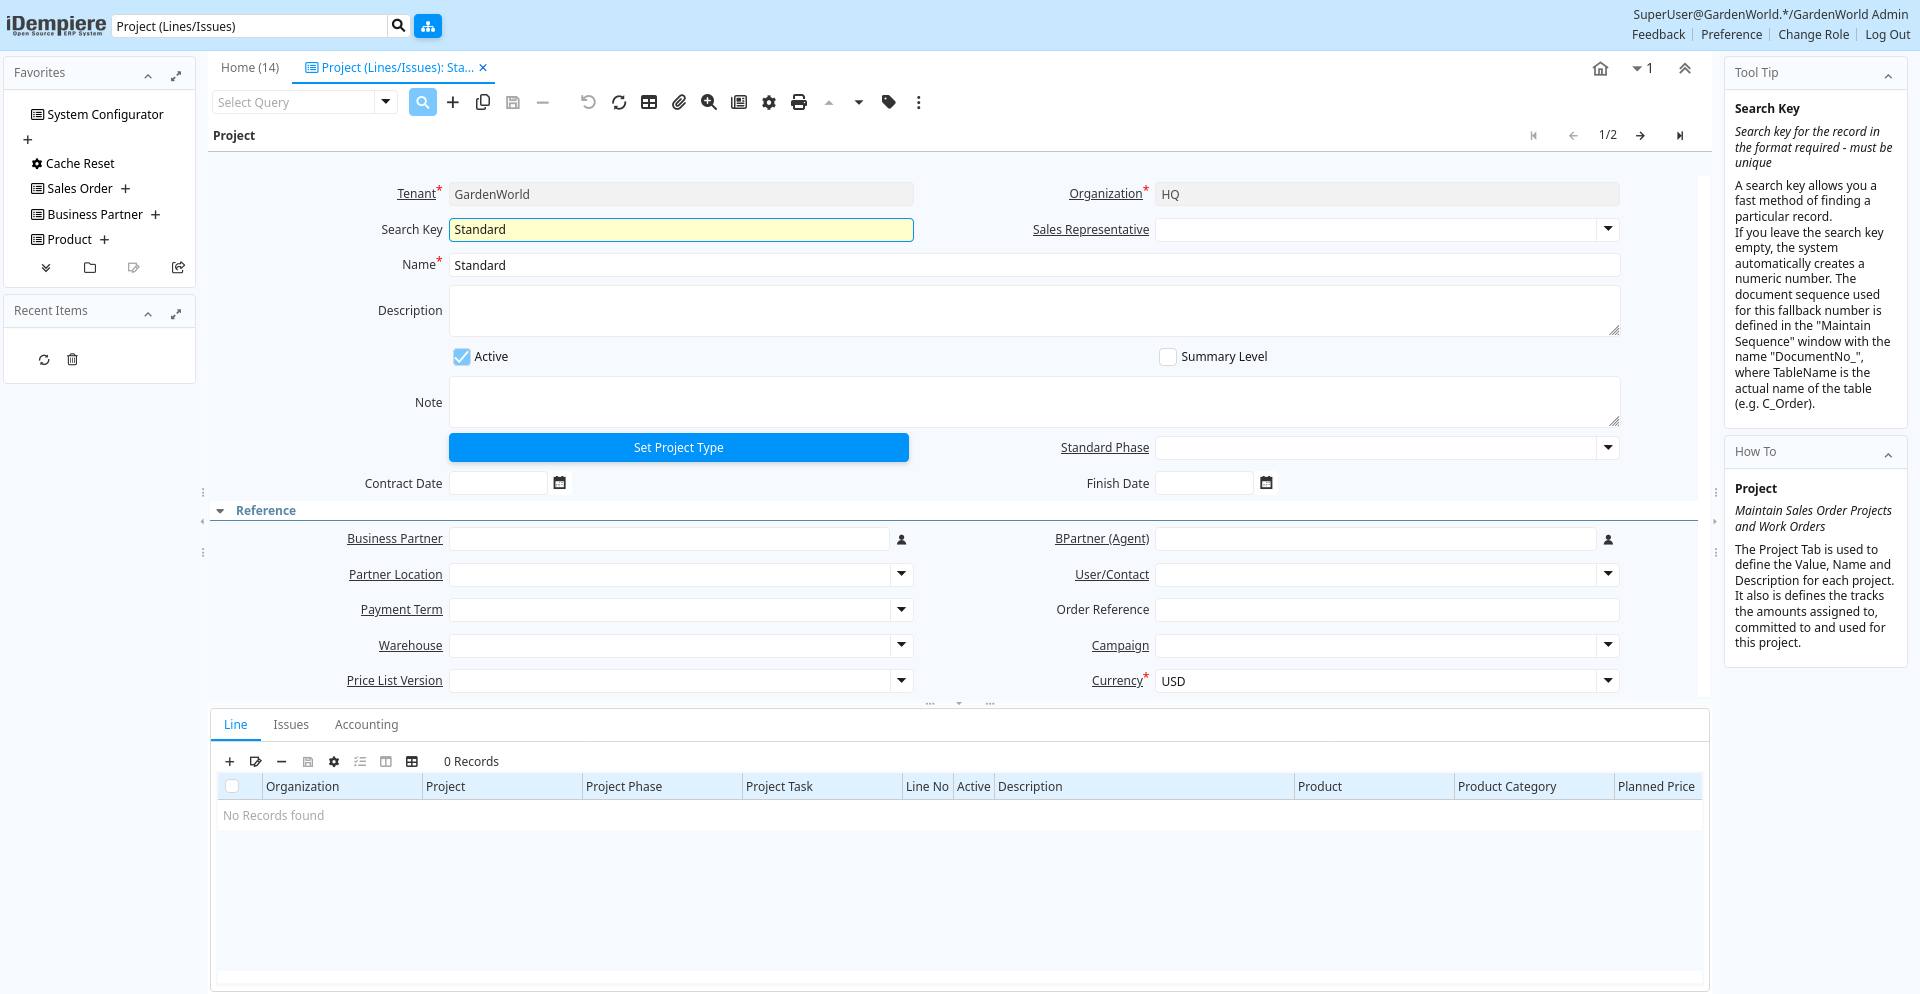 iDempiere
Open Source ERP System
Project (Lines/Issues)
SuperUser@GardenWorld.*/GardenWorld Admin
Feedback
Preference
Change Role
Log Out
Favorites
System Configurator
Cache Reset
Sales Order
Business Partner
Product
Recent Items
Home (14)
Project (Lines/Issues): Sta...
1
Select Query
Project
1/2
Tenant*
GardenWorld
Organization*
HQ
Search Key
Standard
Sales Representative
Name*
Standard
Description
Active
Summary Level
Note
Set Project Type
Standard Phase
Contract Date
Finish Date
Reference
Business Partner
BPartner (Agent)
Partner Location
User/Contact
Payment Term
Order Reference
Warehouse
Campaign
Price List Version
Currency*
USD
Line
Issues
Accounting
0 Records
Organization
Project
Project Phase
Project Task
Line No
Active
Description
Product
Product Category
Planned Price
No Records found
Tool Tip
Search Key
Search key for the record in
the format required - must be
unique
A search key allows you a
fast method of finding a
particular record.
If you leave the search key
empty, the system
automatically creates a
numeric number. The
document sequence used
for this fallback number is
defined in the "Maintain
Sequence" window with the
name "DocumentNo_",
where TableName is the
actual name of the table
(e.g. C_Order).
How To
Project
Maintain Sales Order Projects
and Work Orders
The Project Tab is used to
define the Value, Name and
Description for each project.
It also is defines the tracks
the amounts assigned to,
committed to and used for
this project.